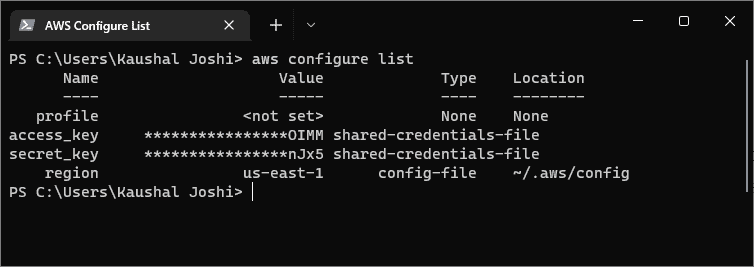 AWS Configure List
PS C:\Users\Kaushal Joshi> aws configure list
      Name                    Value             Type    Location
      ----                    -----             ----    --------
   profile                <not set>             None    None
access_key     ****************OIMM shared-credentials-file
secret_key     ****************nJx5 shared-credentials-file
    region                us-east-1      config-file    ~/.aws/config
PS C:\Users\Kaushal Joshi>